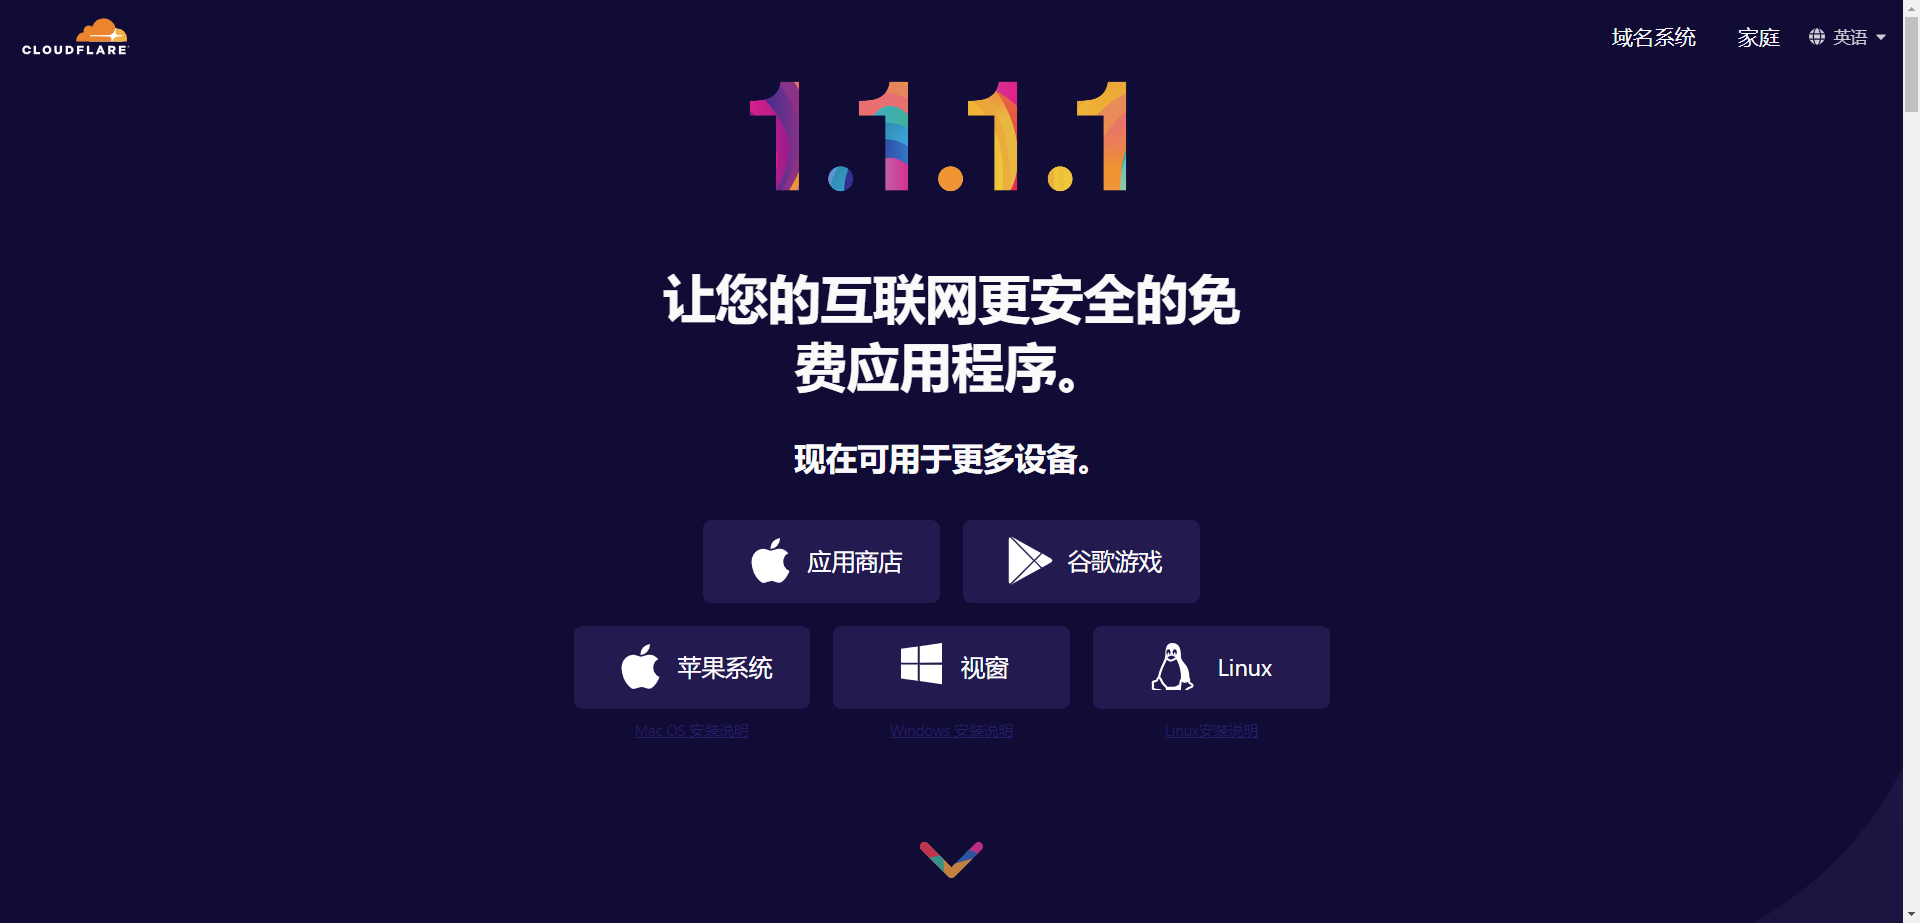 CLOUDFLARE
域名系统 家庭 英语
1.1.1.1
让您的互联网更安全的免
费应用程序。
现在可用于更多设备。
应用商店 谷歌游戏
苹果系统 视窗 Linux
Mac OS 安装说明 Windows 安装说明 Linux安装说明